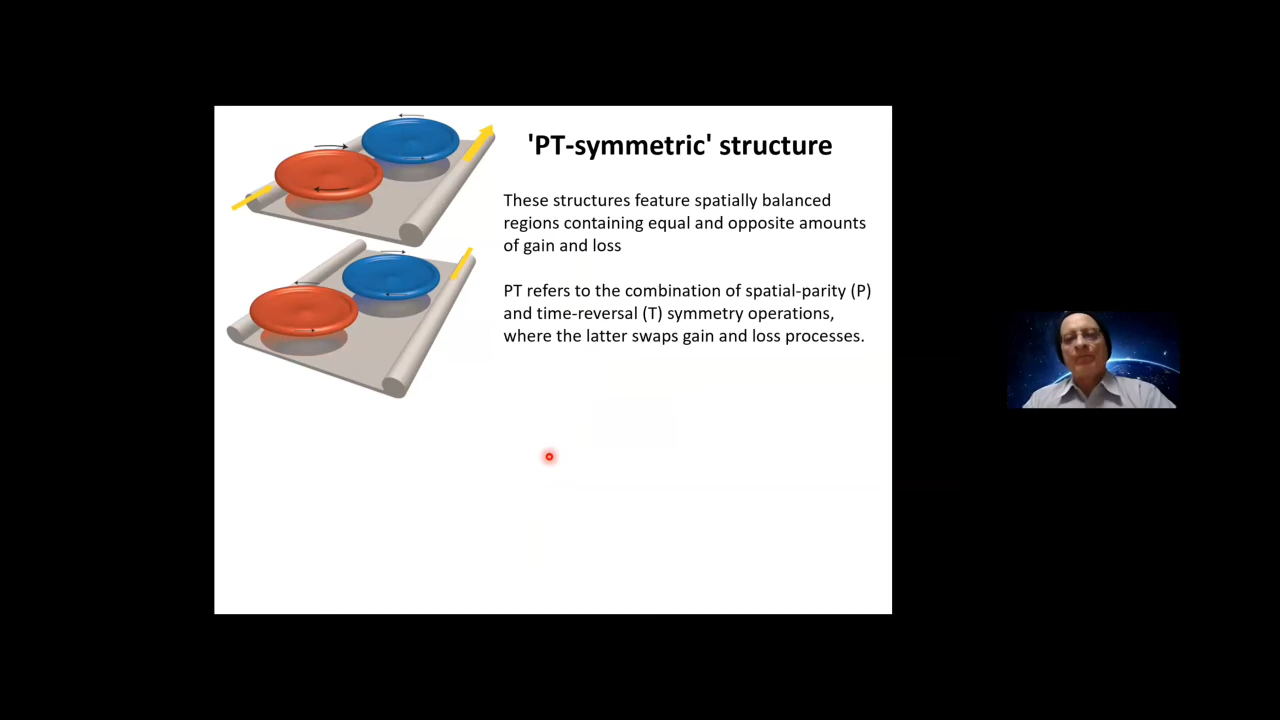 'PT-symmetric' structure
These structures feature spatially balanced
regions containing equal and opposite amounts
of gain and loss
PT refers to the combination of spatial-parity (P)
and time-reversal (T) symmetry operations,
where the latter swaps gain and loss processes.